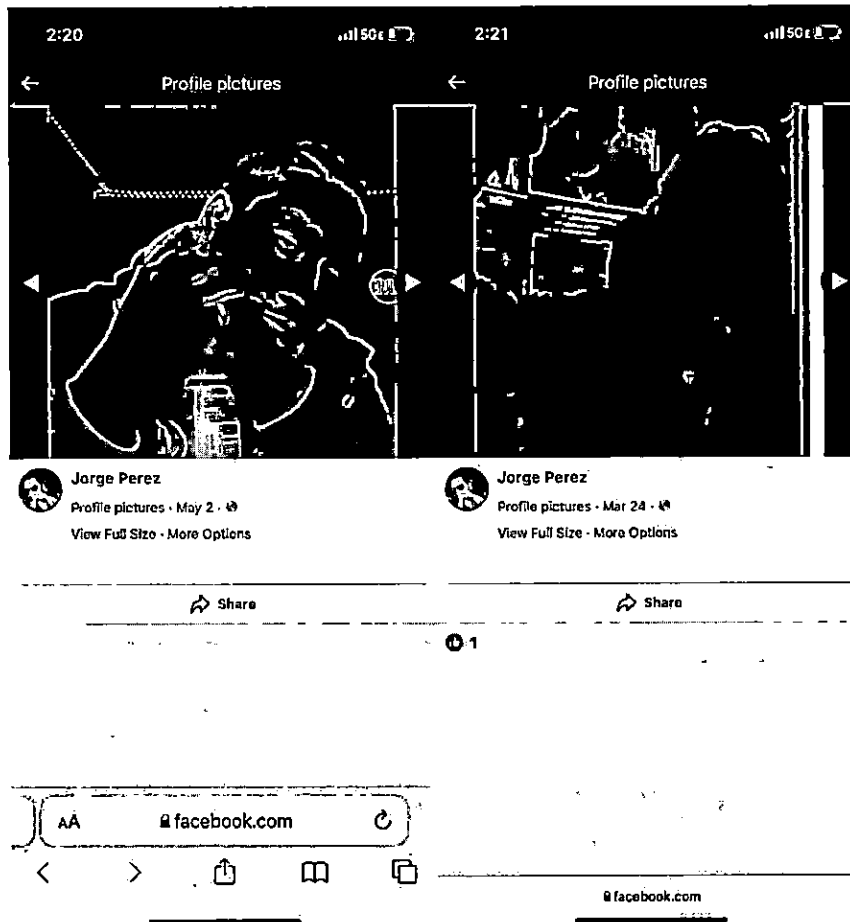 2:20
5G
Profile pictures
Jorge Perez
Profile pictures · May 2 ·
View Full Size · More Options
Share
AA facebook.com
2:21
5G
Profile pictures
Jorge Perez
Profile pictures · Mar 24 ·
View Full Size · More Options
Share
1
facebook.com